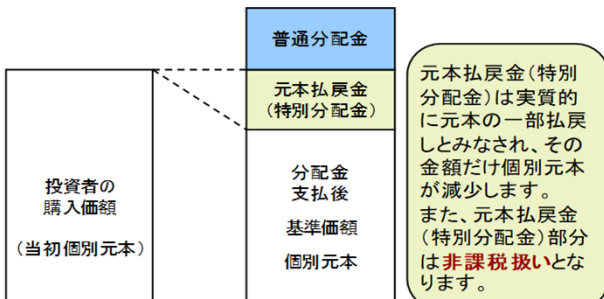 普通分配金
元本払戻金
(特別分配金)
投資者の
購入価額
(当初個別元本)
分配金
支払後
基準価額
個別元本
元本払戻金(特別
分配金)は実質的
に元本の一部払戻
しとみなされ、その
金額だけ個別元本
が減少します。
また、元本払戻金
(特別分配金)部分
は非課税扱いとな
ります。